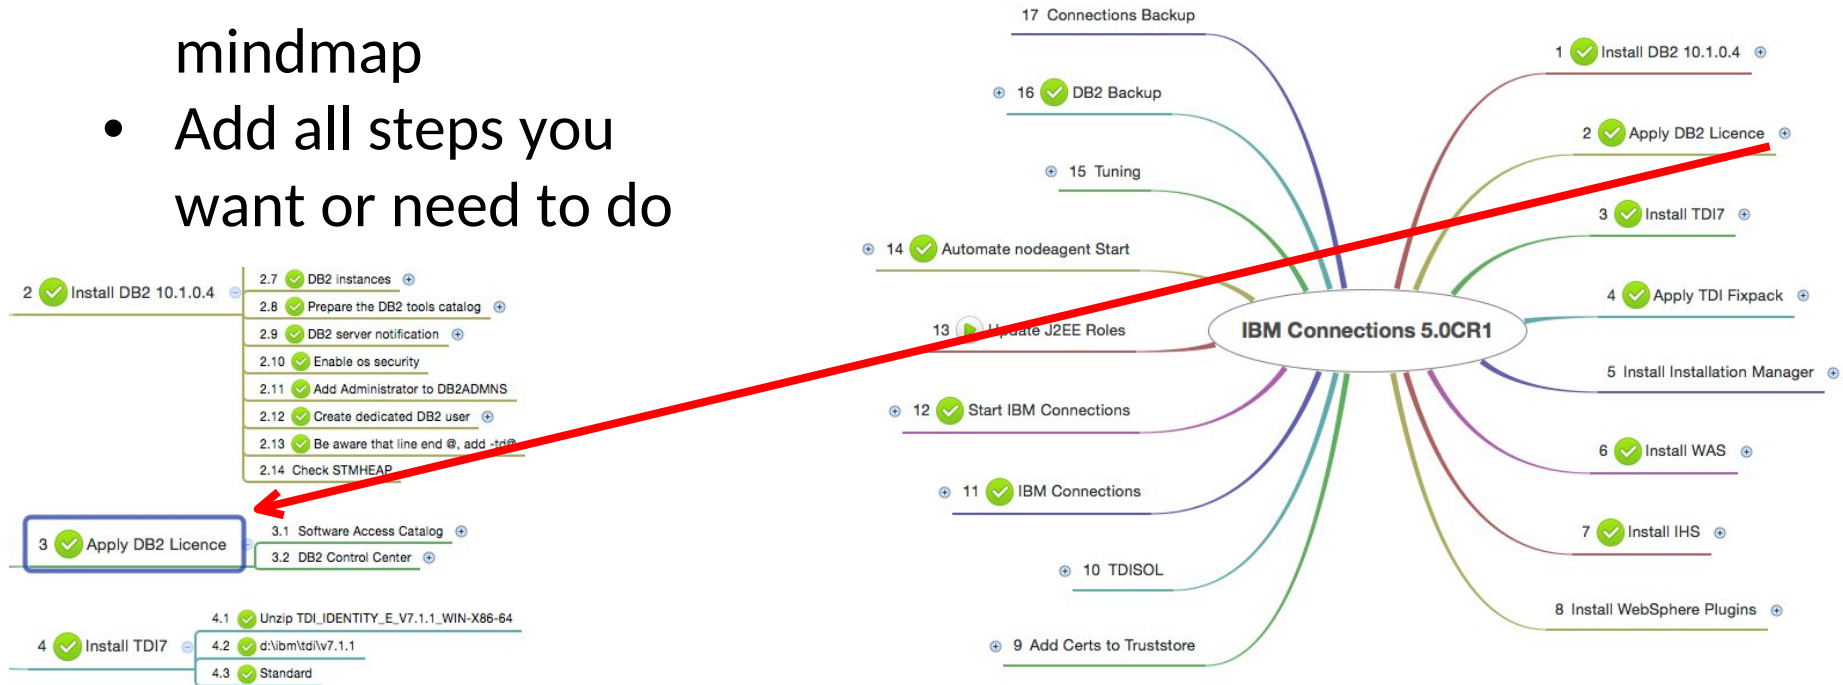 mindmap
• Add all steps you
want or need to do
2 Install DB2 10.1.0.4
2.7 DB2 instances
2.8 Prepare the DB2 tools catalog
2.9 DB2 server notification
2.10 Enable os security
2.11 Add Administrator to DB2ADMNS
2.12 Create dedicated DB2 user
2.13 Be aware that line end @, add -td@
2.14 Check STMHEAP
3 Apply DB2 Licence
3.1 Software Access Catalog
3.2 DB2 Control Center
4 Install TDI7
4.1 Unzip TDI_IDENTITY_E_V7.1.1_WIN-X86-64
4.2 d:\ibm\tdi\v7.1.1
4.3 Standard
IBM Connections 5.0CR1
1 Install DB2 10.1.0.4
2 Apply DB2 Licence
3 Install TDI7
4 Apply TDI Fixpack
5 Install Installation Manager
6 Install WAS
7 Install IHS
8 Install WebSphere Plugins
9 Add Certs to Truststore
10 TDISOL
11 IBM Connections
12 Start IBM Connections
13 Update J2EE Roles
14 Automate nodeagent Start
15 Tuning
16 DB2 Backup
17 Connections Backup